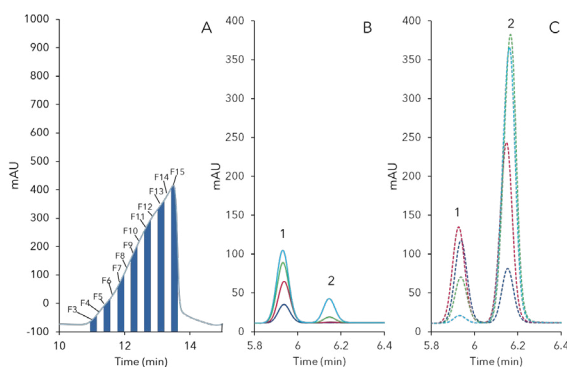 A
mAU
1000
900
800
700
600
500
400
300
200
100
0
-100
F3
F4
F5
F6
F7
F8
F9
F10
F11
F12
F13
F14
F15
10
12
14
Time (min)
B
mAU
400
350
300
250
200
150
100
50
0
1
2
5.8
6
6.2
6.4
Time (min)
C
mAU
400
350
300
250
200
150
100
50
0
1
2
5.8
6
6.2
6.4
Time (min)